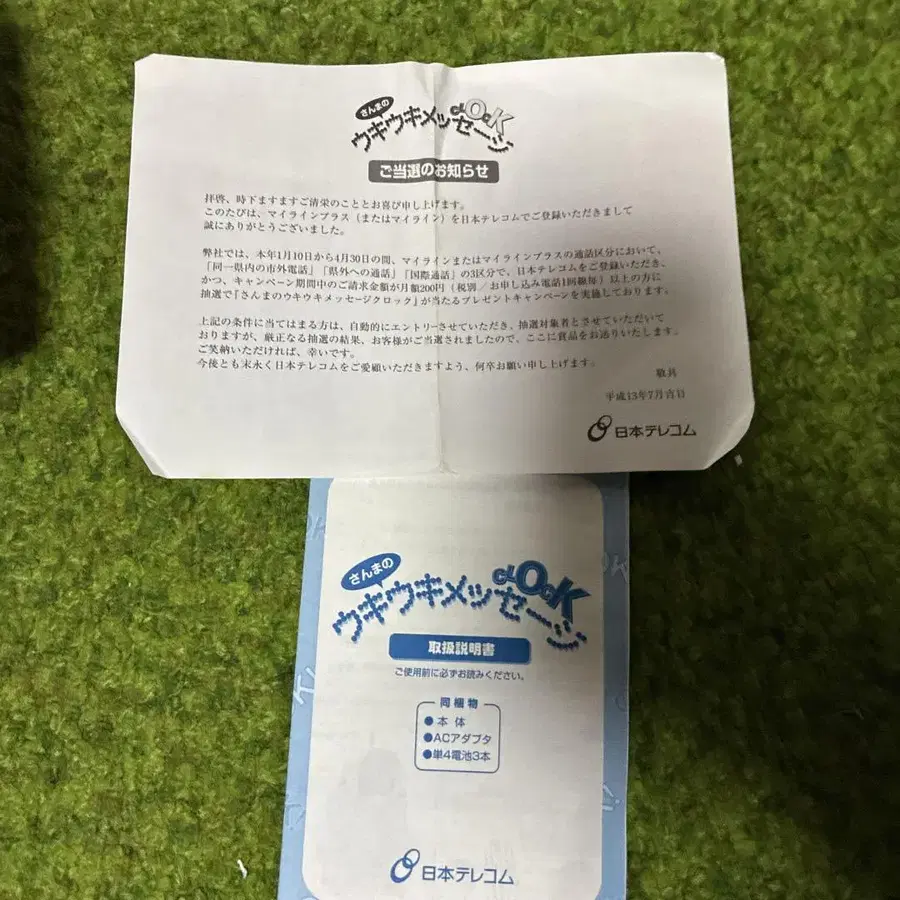 さんまの
ウキウキメッセージ
CLOCK
ご当選のお知らせ
拝啓、時下ますますご清栄のこととお喜び申し上げます。
このたびは、マイラインプラス(またはマイライン)を日本テレコムでご登録いただきまして
誠にありがとうございました。
弊社では、本年1月10日から4月30日の間、マイラインまたはマイラインプラスの通話区分において、
「同一県内の市外電話」「県外への通話」「国際通話」の3区分で、日本テレコムをご登録いただき、
かつ、キャンペーン期間中のご請求金額が月額200円(税別/お申し込み電話1回線毎)以上の方に
抽選で『さんまのウキウキメッセージクロック』が当たるプレゼントキャンペーンを実施しております。
上記の条件に当てはまる方は、自動的にエントリーさせていただき、抽選対象者とさせていただいて
おりますが、厳正なる抽選の結果、お客様がご当選されましたので、ここに賞品をお送りいたします。
ご笑納いただければ、幸いです。
今後とも末永く日本テレコムをご愛顧いただきますよう、何卒お願い申し上げます。
敬具
平成13年7月吉日
日本テレコム
さんまの
ウキウキメッセージ
CLOCK
取扱説明書
ご使用前に必ずお読みください。
同梱物
●本体
●ACアダプタ
●単4電池3本
日本テレコム